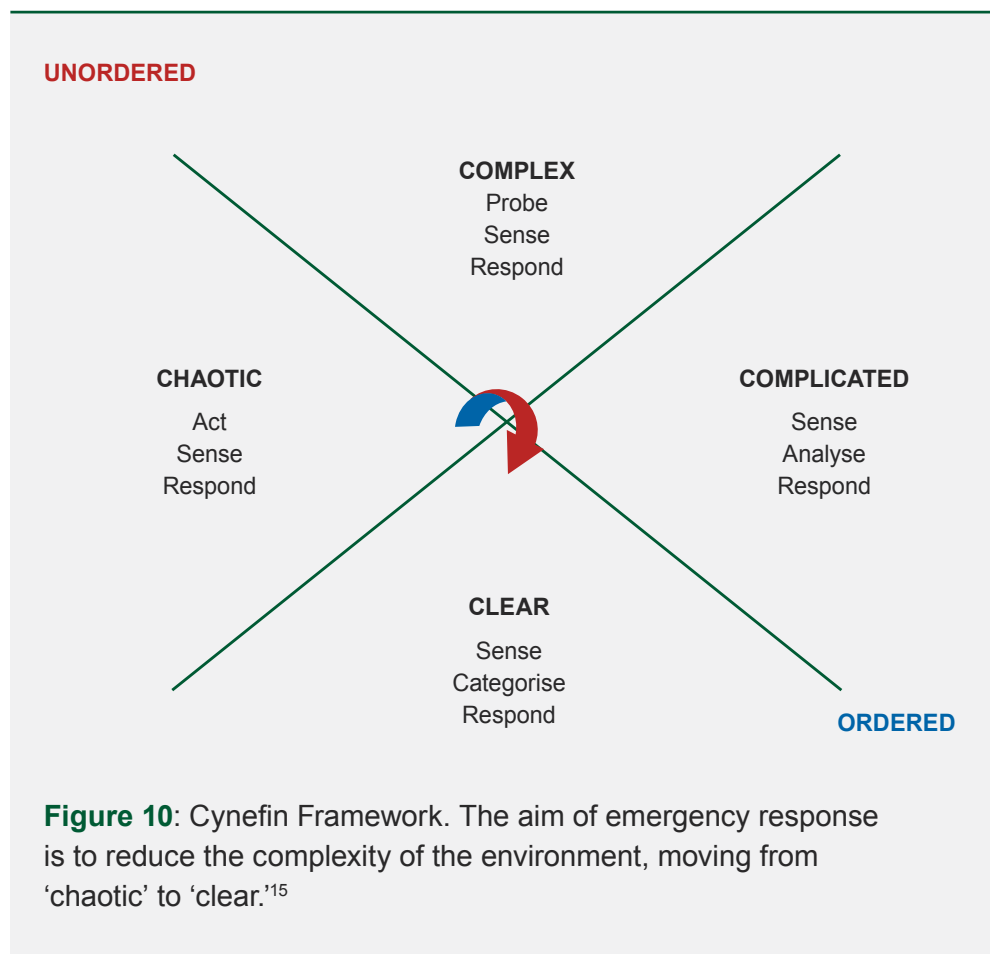 UNORDERED
COMPLEX
Probe
Sense
Respond
CHAOTIC
Act
Sense
Respond
COMPLICATED
Sense
Analyse
Respond
CLEAR
Sense
Categorise
Respond
ORDERED
Figure 10: Cynefin Framework. The aim of emergency response
is to reduce the complexity of the environment, moving from
‘chaotic’ to ‘clear.’15